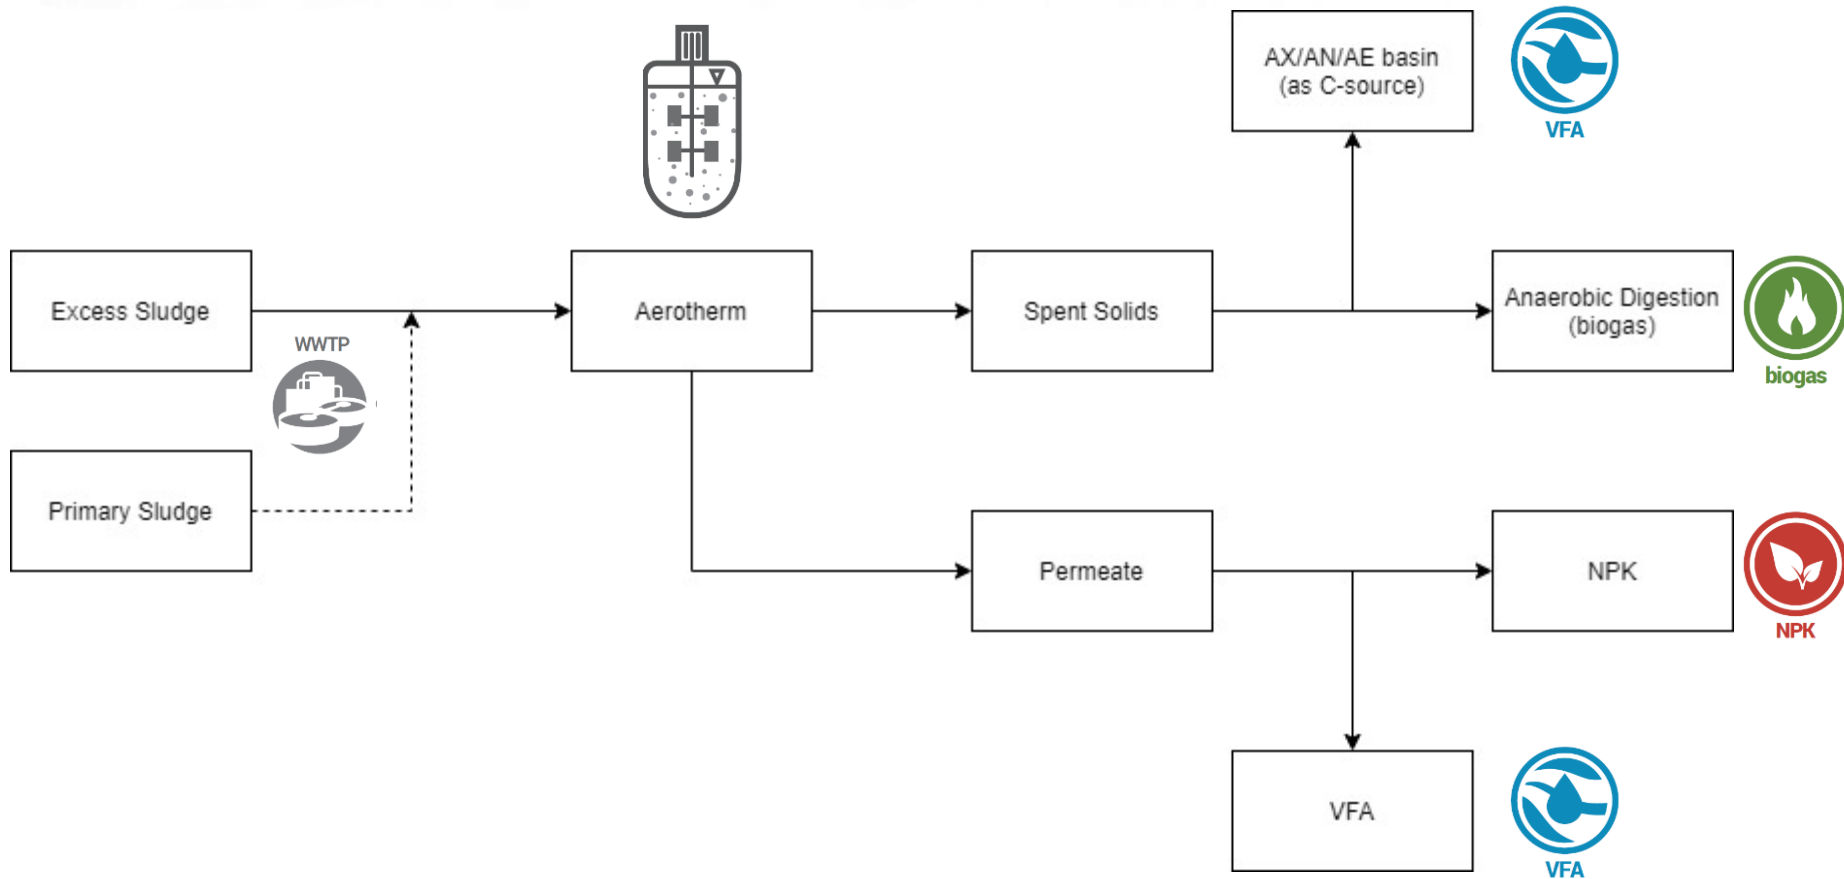 AX/AN/AE basin
(as C-source)
VFA
Excess Sludge
WWTP
Aerotherm
Spent Solids
Anaerobic Digestion
(biogas)
biogas
Primary Sludge
Permeate
NPK
NPK
VFA
VFA